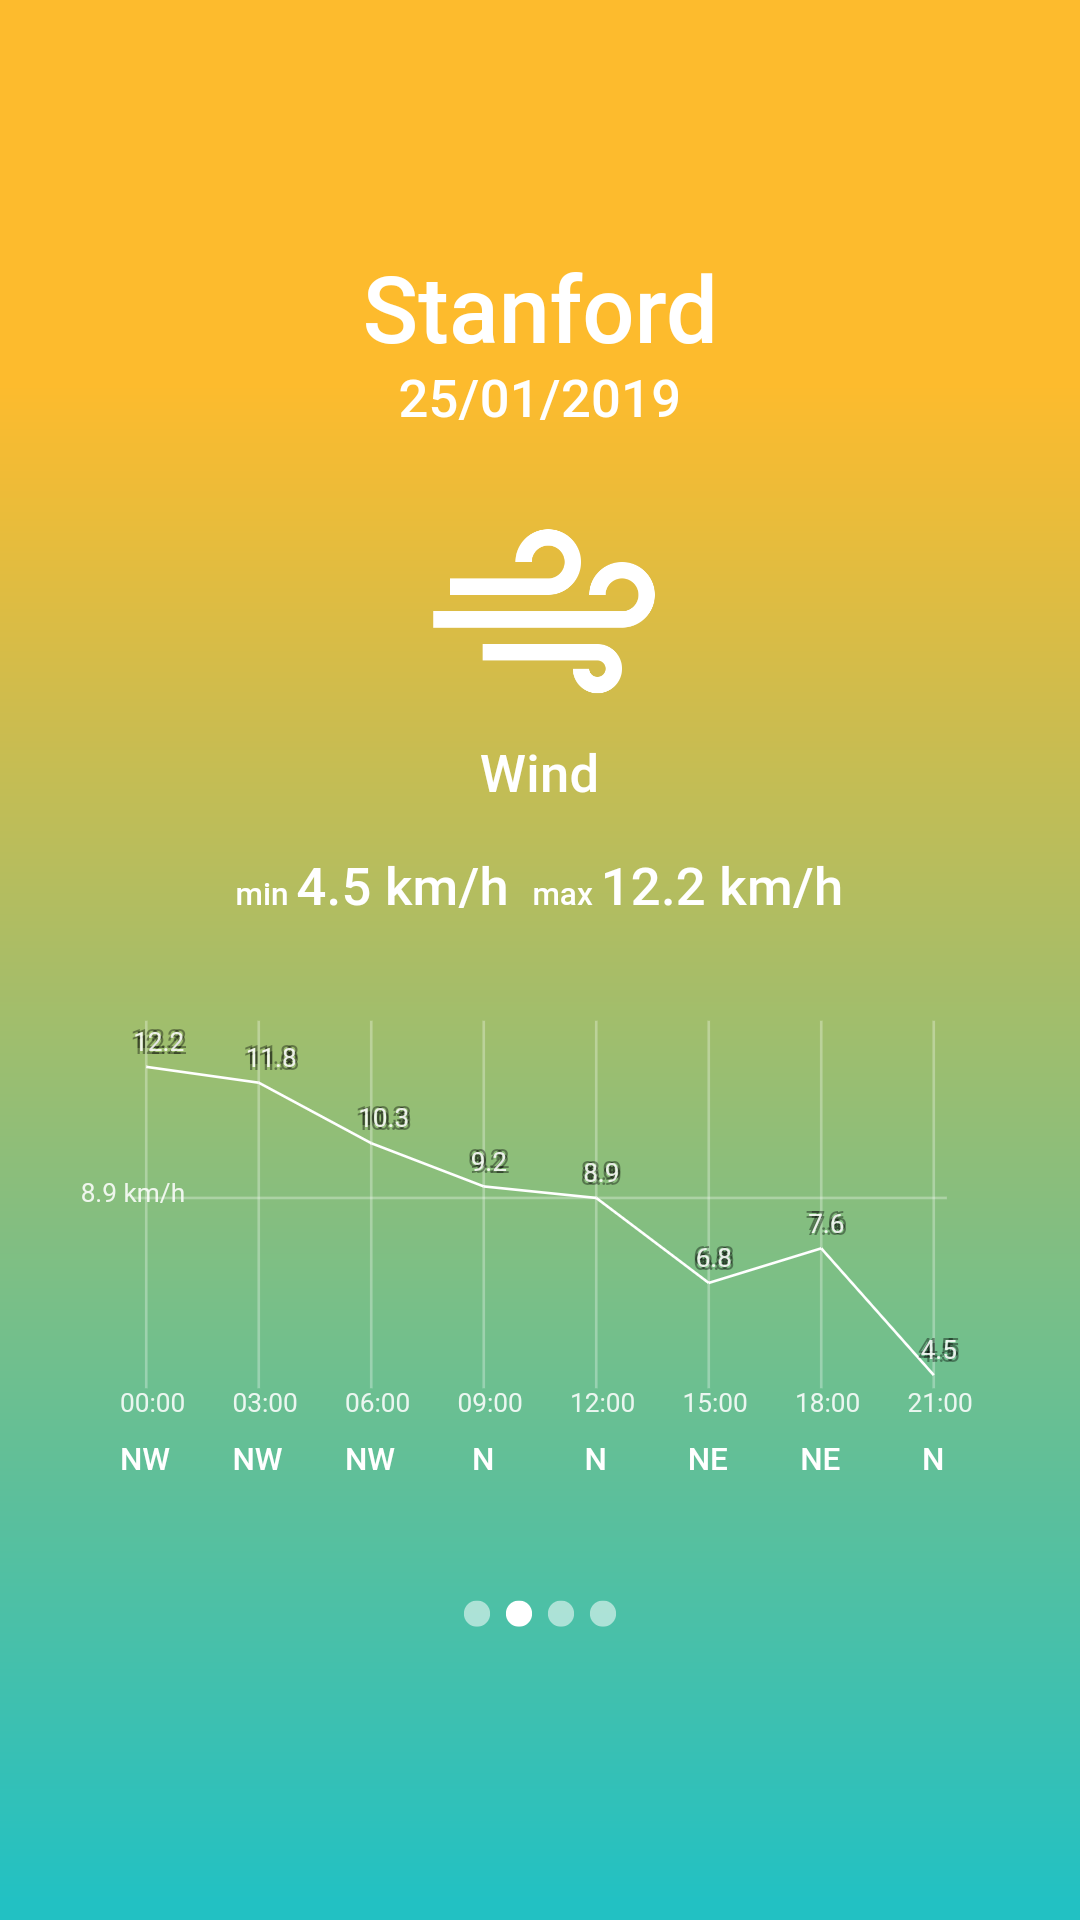 Stanford
25/01/2019
Wind
min 4.5 km/h max 12.2 km/h
12.2
11.8
10.3
9.2
8.9
8.9 km/h
7.6
6.8
4.5
00:00 03:00 06:00 09:00 12:00 15:00 18:00 21:00
NW NW NW N N NE NE N